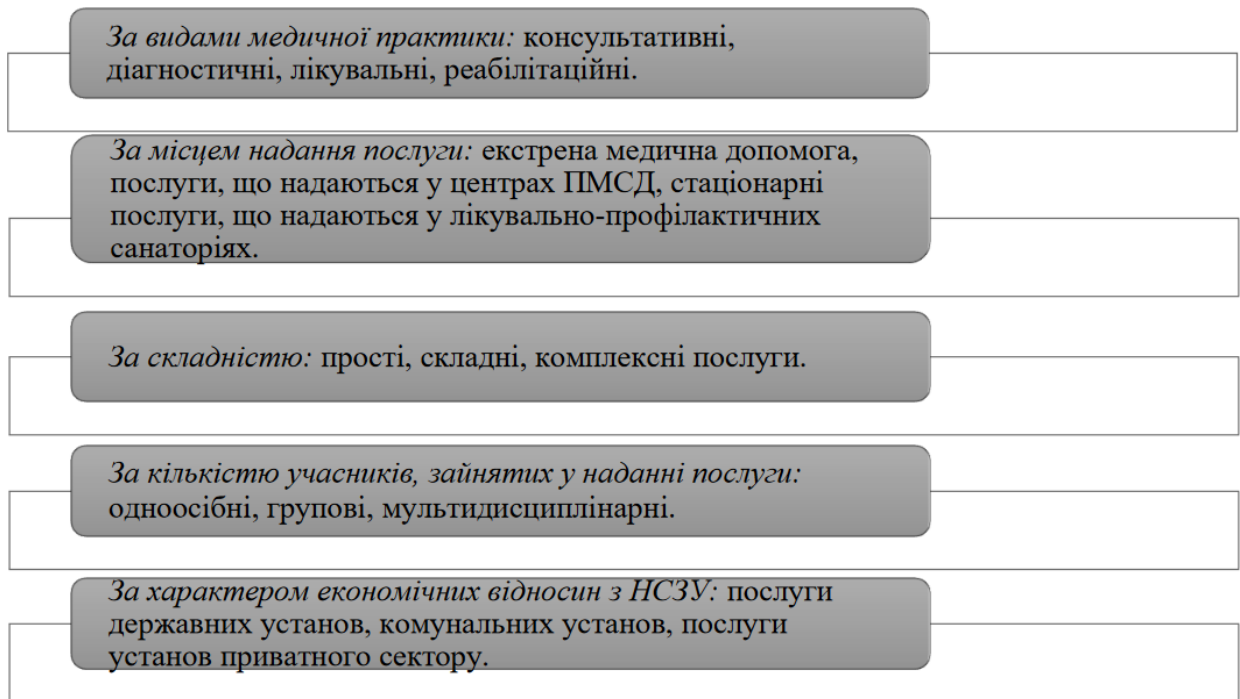 За видами медичної практики: консультативні,
діагностичні, лікувальні, реабілітаційні.
За місцем надання послуги: екстрена медична допомога,
послуги, що надаються у центрах ПМСД, стаціонарні
послуги, що надаються у лікувально-профілактичних
санаторіях.
За складністю: прості, складні, комплексні послуги.
За кількістю учасників, зайнятих у наданні послуги:
одноосібні, групові, мультидисциплінарні.
За характером економічних відносин з НСЗУ: послуги
державних установ, комунальних установ, послуги
установ приватного сектору.